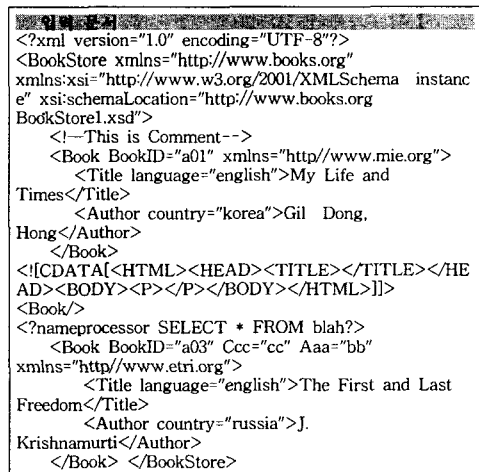 임의 문서
<?xml version="1.0" encoding="UTF-8"?>
<BookStore xmlns="http://www.books.org"
xmlns:xsi="http://www.w3.org/2001/XMLSchema instanc
e" xsi:schemaLocation="http://www.books.org
BookStore1.xsd">
<!--This is Comment-->
<Book BookID="a01" xmlns="http//www.mie.org">
<Title language="english">My Life and
Times</Title>
<Author country="korea">Gil Dong,
Hong</Author>
</Book>
<![CDATA[<HTML><HEAD><TITLE></TITLE></HE
AD><BODY><P></P></BODY></HTML>]]>
<Book/>
<?nameprocessor SELECT * FROM blah?>
<Book BookID="a03" Ccc="cc" Aaa="bb"
xmlns="http//www.etri.org">
<Title language="english">The First and Last
Freedom</Title>
<Author country="russia">J.
Krishnamurti</Author>
</Book> </BookStore>